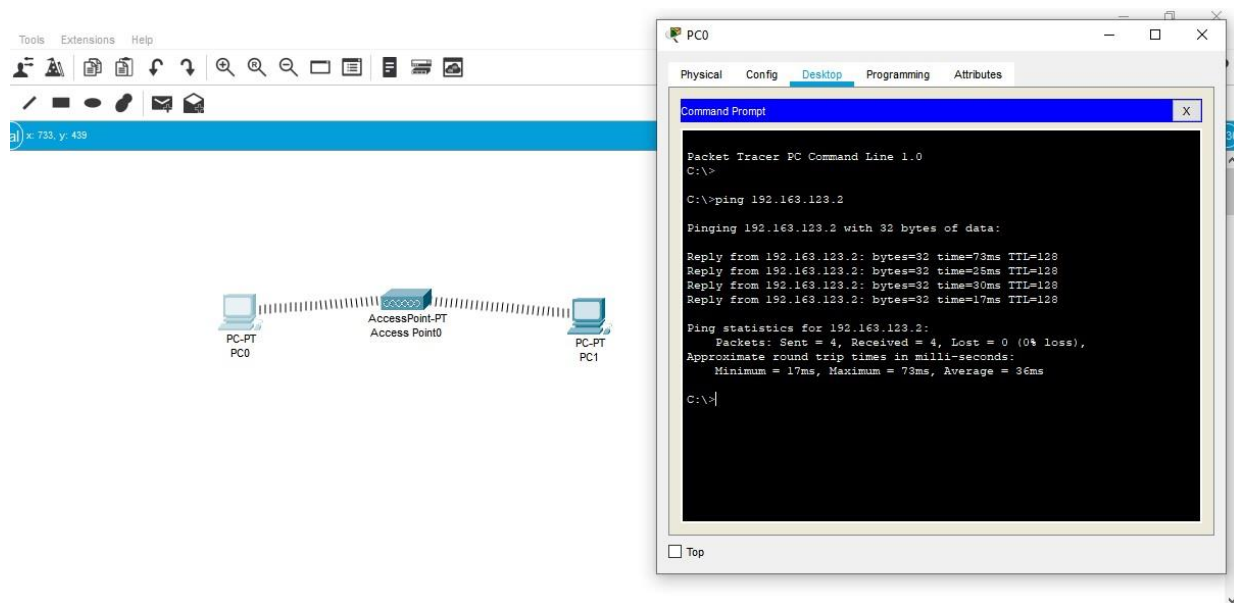 Tools Extensions Help
x: 733, y: 439
PC-PT
PC0
AccessPoint-PT
Access Point0
PC-PT
PC1
PC0
Physical Config Desktop Programming Attributes
Command Prompt
X
Packet Tracer PC Command Line 1.0
C:\>
C:\>ping 192.163.123.2
Pinging 192.163.123.2 with 32 bytes of data:
Reply from 192.163.123.2: bytes=32 time=73ms TTL=128
Reply from 192.163.123.2: bytes=32 time=25ms TTL=128
Reply from 192.163.123.2: bytes=32 time=30ms TTL=128
Reply from 192.163.123.2: bytes=32 time=17ms TTL=128
Ping statistics for 192.163.123.2:
Packets: Sent = 4, Received = 4, Lost = 0 (0% loss),
Approximate round trip times in milli-seconds:
Minimum = 17ms, Maximum = 73ms, Average = 36ms
C:\>
Top